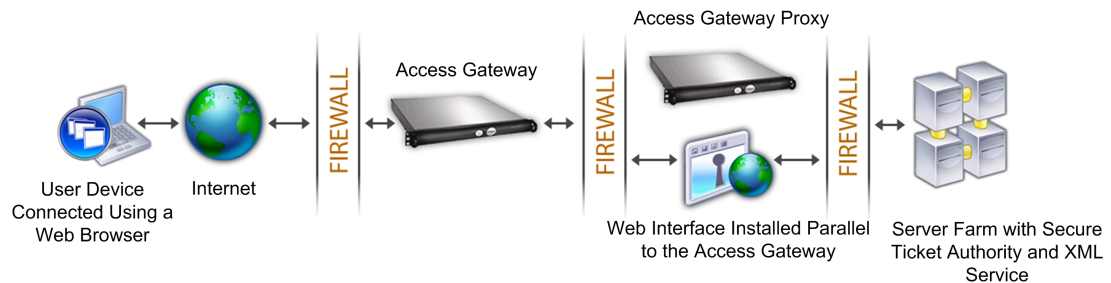 Access Gateway Proxy
Access Gateway
FIREWALL
FIREWALL
FIREWALL
User Device
Connected Using a
Web Browser
Internet
Web Interface Installed Parallel
to the Access Gateway
Server Farm with Secure
Ticket Authority and XML
Service